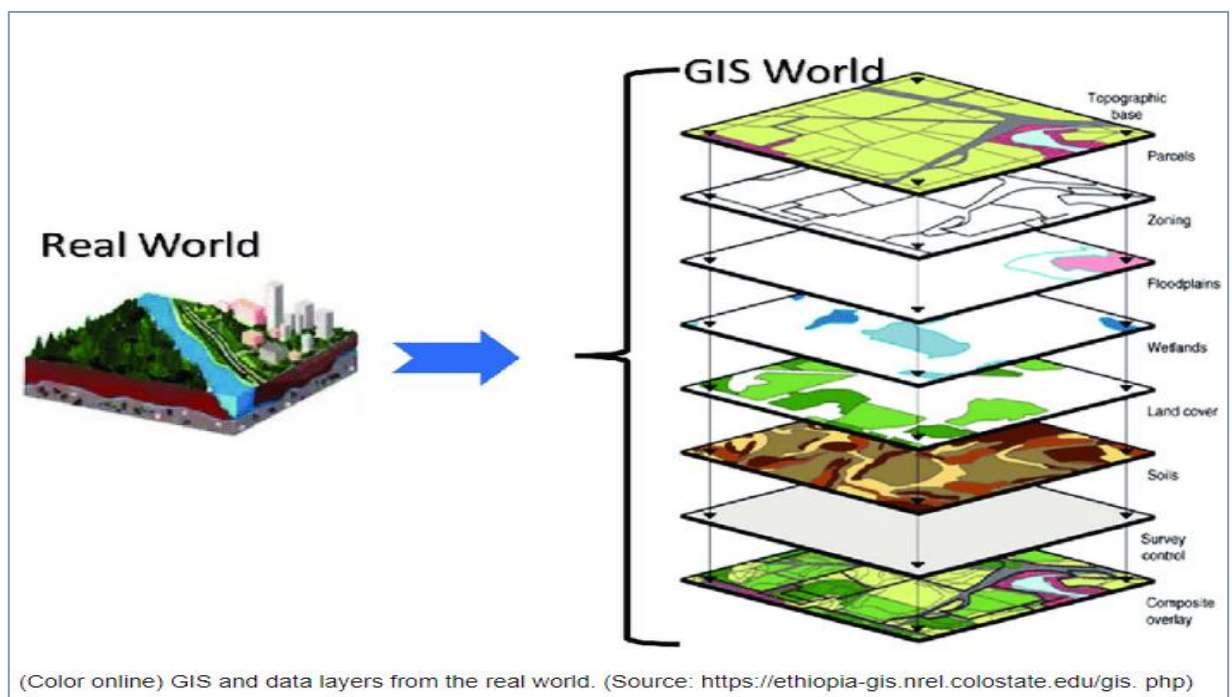 GIS World
Topographic
base
Parcels
Zoning
Real World
Floodplains
Wetlands
Land cover
Soils
Survey
control
Composite
overlay
(Color online) GIS and data layers from the real world. (Source: https://ethiopia-gis.nrel.colostate.edu/gis. php)